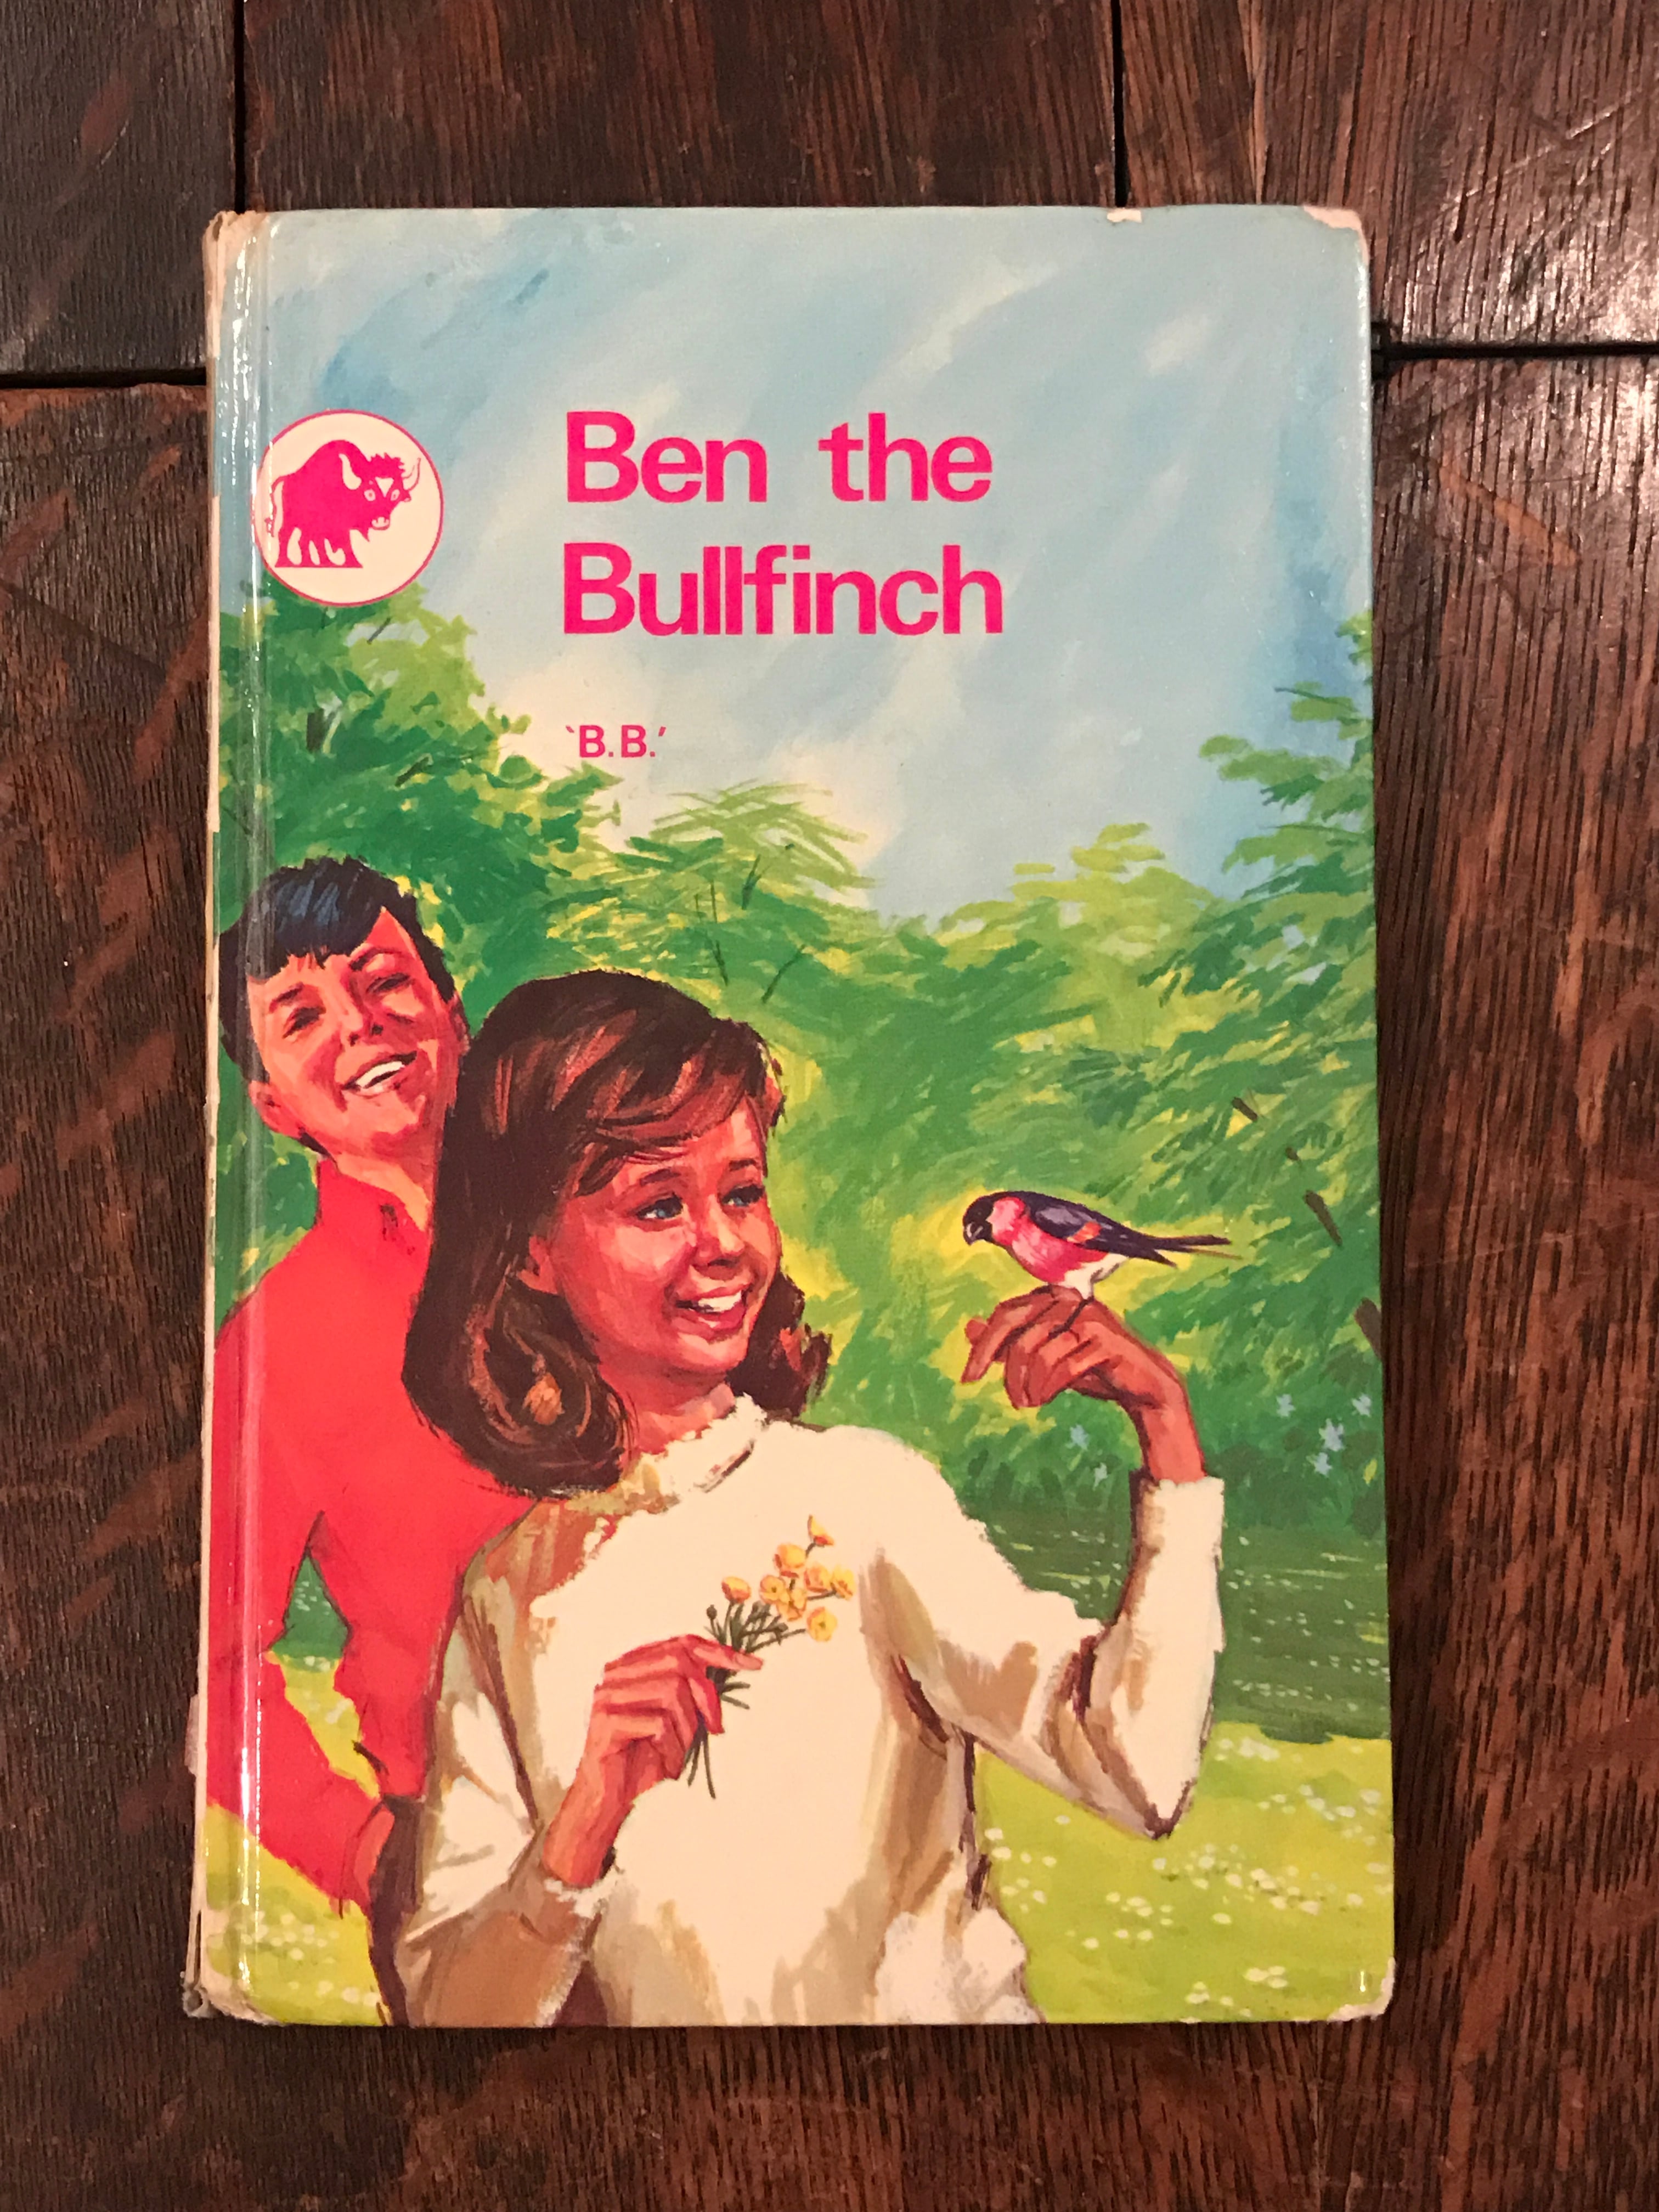 Ben the
Bullfinch
‘B.B.’